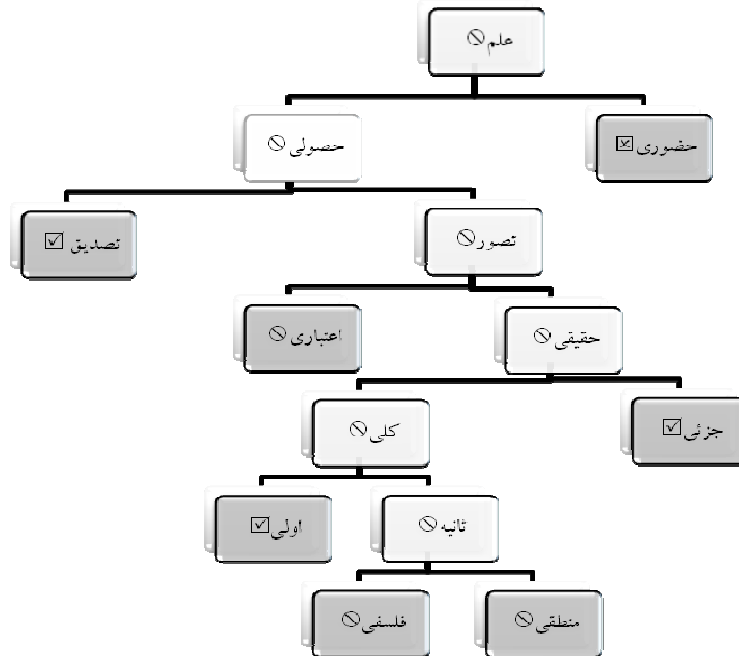 علم
حضوری ☒
حصولی
تصور
تصدیق ☑
حقیقی
اعتباری
جزئی ☑
کلی
ثانیه
اولی ☑
منطقی
فلسفی